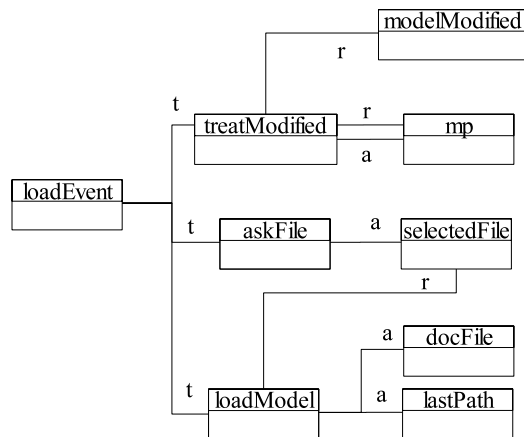 modelModified
r
t
treatModified
r
mp
a
loadEvent
t
askFile
a
selectedFile
r
a
docFile
t
loadModel
a
lastPath